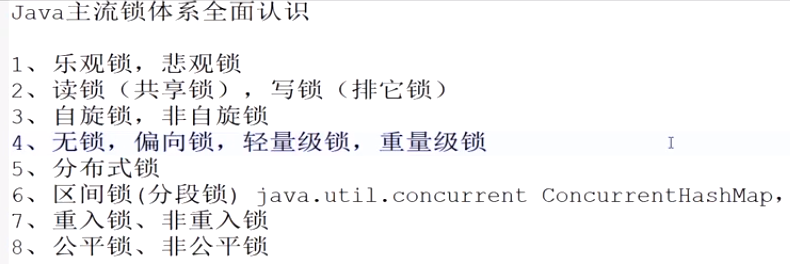 Java主流锁体系全面认识
1、乐观锁，悲观锁
2、读锁（共享锁），写锁（排它锁）
3、自旋锁，非自旋锁
4、无锁，偏向锁，轻量级锁，重量级锁
5、分布式锁
6、区间锁(分段锁) java.util.concurrent ConcurrentHashMap，
7、重入锁、非重入锁
8、公平锁、非公平锁